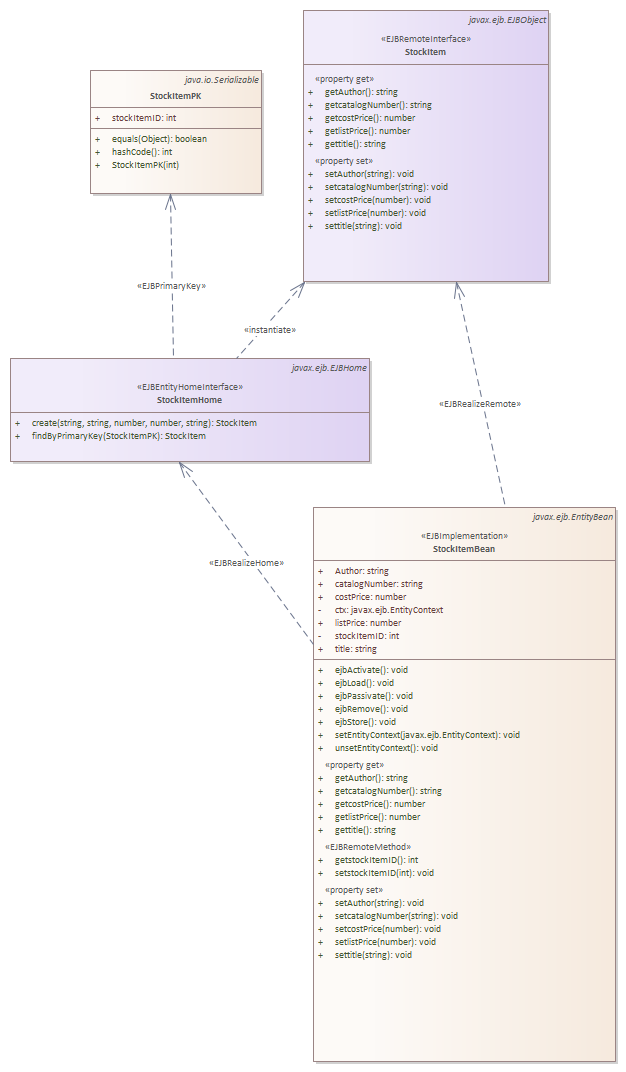 javax.ejb.EJBObject
«EJBRemoteInterface»
StockItem
«property get»
+ getAuthor(): string
+ getcatalogNumber(): string
+ getcostPrice(): number
+ getlistPrice(): number
+ gettitle(): string
«property set»
+ setAuthor(string): void
+ setcatalogNumber(string): void
+ setcostPrice(number): void
+ setlistPrice(number): void
+ settitle(string): void
java.io.Serializable
StockItemPK
+ stockItemID: int
+ equals(Object): boolean
+ hashCode(): int
+ StockItemPK(int)
«EJBPrimaryKey»
«instantiate»
javax.ejb.EJBHome
«EJBEntityHomeInterface»
StockItemHome
+ create(string, string, number, number, string): StockItem
+ findByPrimaryKey(StockItemPK): StockItem
«EJBRealizeRemote»
«EJBRealizeHome»
javax.ejb.EntityBean
«EJBImplementation»
StockItemBean
+ Author: string
+ catalogNumber: string
+ costPrice: number
- ctx: javax.ejb.EntityContext
+ listPrice: number
- stockItemID: int
+ title: string
+ ejbActivate(): void
+ ejbLoad(): void
+ ejbPassivate(): void
+ ejbRemove(): void
+ ejbStore(): void
+ setEntityContext(javax.ejb.EntityContext): void
+ unsetEntityContext(): void
«property get»
+ getAuthor(): string
+ getcatalogNumber(): string
+ getcostPrice(): number
+ getlistPrice(): number
+ gettitle(): string
«EJBRemoteMethod»
+ getstockItemID(): int
+ setstockItemID(int): void
«property set»
+ setAuthor(string): void
+ setcatalogNumber(string): void
+ setcostPrice(number): void
+ setlistPrice(number): void
+ settitle(string): void